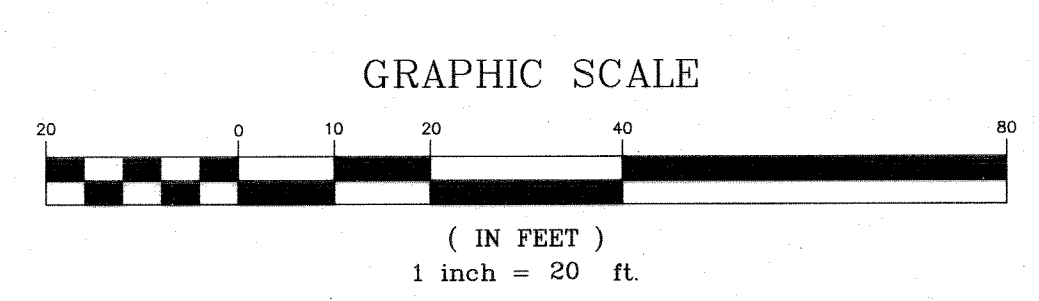 GRAPHIC SCALE
20 0 10 20 40 80
( IN FEET )
1 inch = 20 ft.